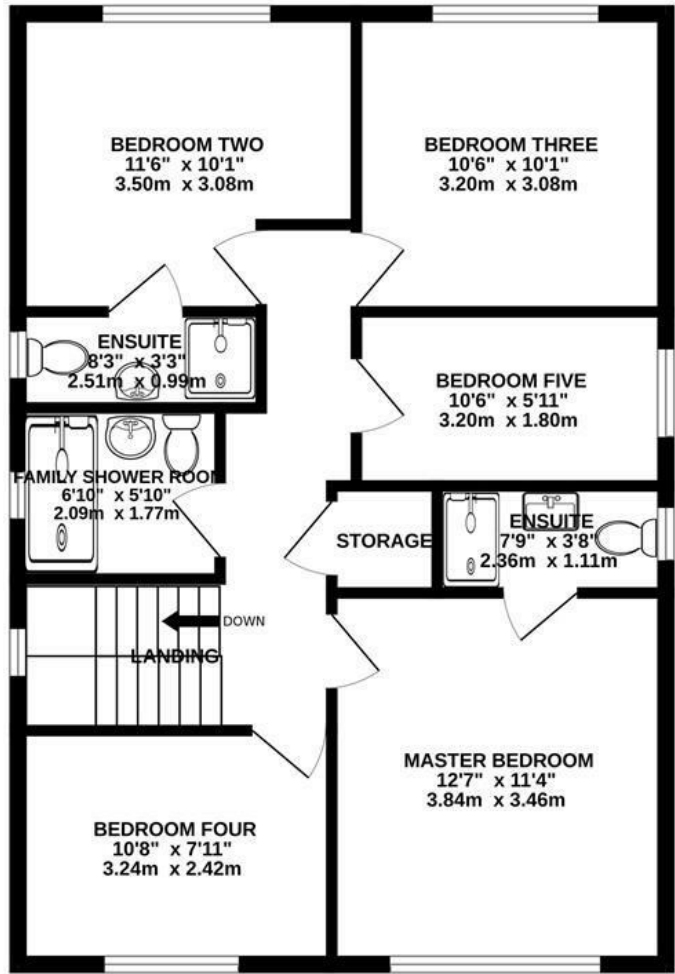 BEDROOM TWO
11'6" x 10'1"
3.50m x 3.08m
BEDROOM THREE
10'6" x 10'1"
3.20m x 3.08m
ENSUITE
8'3" x 3'3"
2.51m x 0.99m
BEDROOM FIVE
10'6" x 5'11"
3.20m x 1.80m
FAMILY SHOWER ROOM
6'10" x 5'10"
2.09m x 1.77m
STORAGE
ENSUITE
7'9" x 3'8"
2.36m x 1.11m
DOWN
LANDING
MASTER BEDROOM
12'7" x 11'4"
3.84m x 3.46m
BEDROOM FOUR
10'8" x 7'11"
3.24m x 2.42m